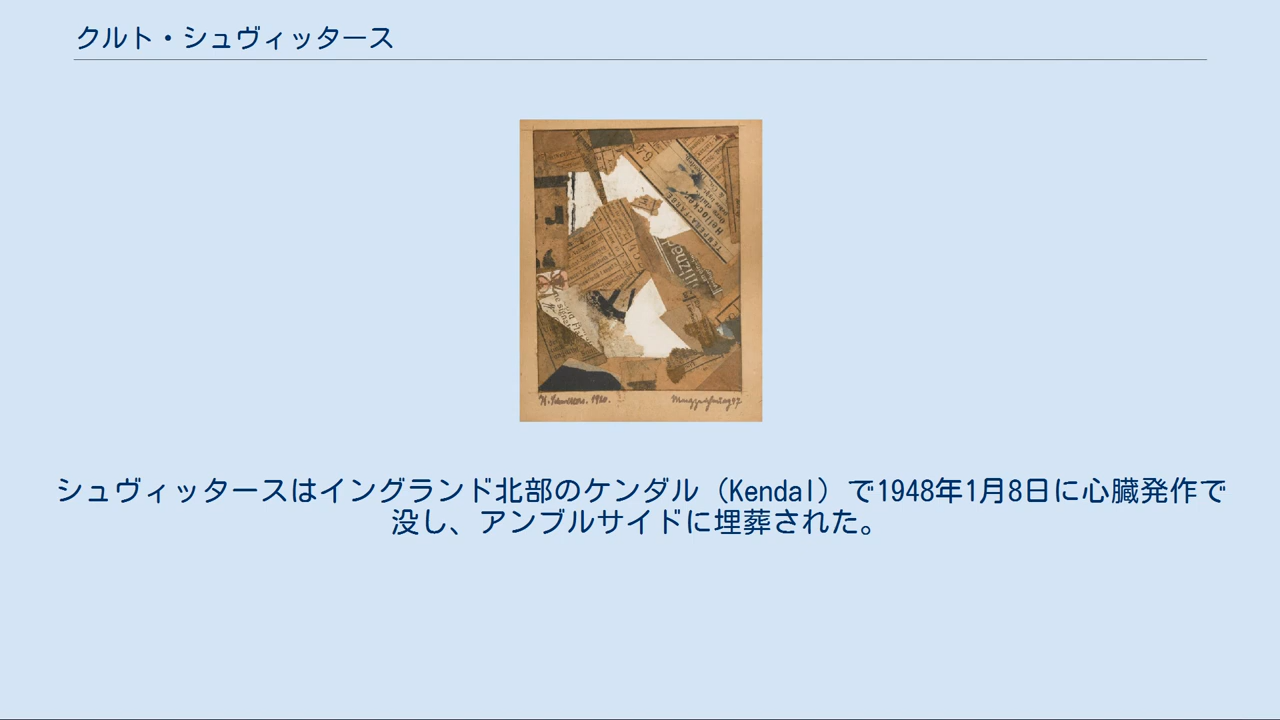 クルト・シュヴィッタース
TEMPERA-FARBE
シュヴィッタースはイングランド北部のケンダル（Kendal）で1948年1月8日に心臓発作で
没し、アンブルサイドに埋葬された。